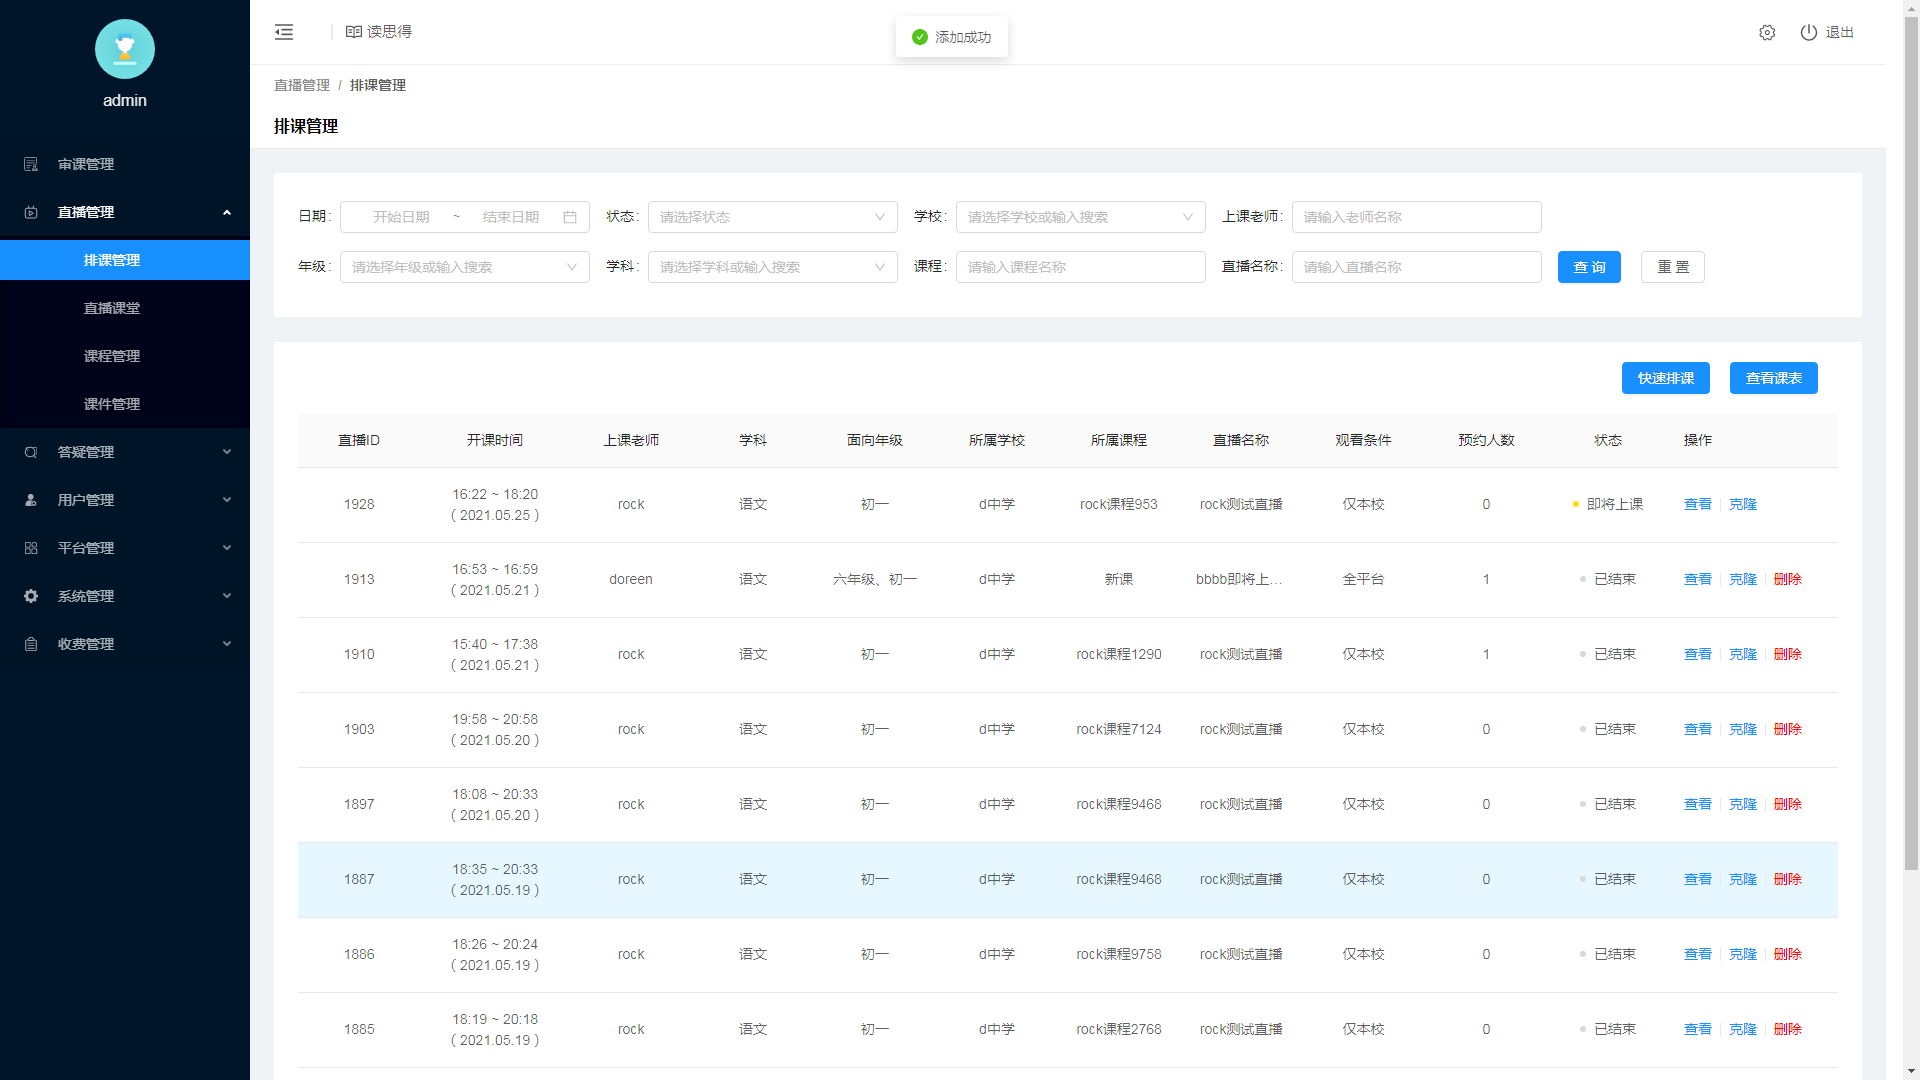 admin
审课管理
直播管理
排课管理
直播课堂
课程管理
课件管理
答疑管理
用户管理
平台管理
系统管理
收费管理
读思得
添加成功
退出
直播管理 / 排课管理
排课管理
日期: 开始日期 ~ 结束日期 状态: 请选择状态 学校: 请选择学校或输入搜索 上课老师: 请输入老师名称
年级: 请选择年级或输入搜索 学科: 请选择学科或输入搜索 课程: 请输入课程名称 直播名称: 请输入直播名称 查 询 重 置
快速排课 查看课表
直播ID 开课时间 上课老师 学科 面向年级 所属学校 所属课程 直播名称 观看条件 预约人数 状态 操作
1928 16:22 ~ 18:20 ( 2021.05.25 ) rock 语文 初一 d中学 rock课程953 rock测试直播 仅本校 0 即将上课 查看 克隆
1913 16:53 ~ 16:59 ( 2021.05.21 ) doreen 语文 六年级、初一 d中学 新课 bbbb即将上... 全平台 1 已结束 查看 克隆 删除
1910 15:40 ~ 17:38 ( 2021.05.21 ) rock 语文 初一 d中学 rock课程1290 rock测试直播 仅本校 1 已结束 查看 克隆 删除
1903 19:58 ~ 20:58 ( 2021.05.20 ) rock 语文 初一 d中学 rock课程7124 rock测试直播 仅本校 0 已结束 查看 克隆 删除
1897 18:08 ~ 20:33 ( 2021.05.20 ) rock 语文 初一 d中学 rock课程9468 rock测试直播 仅本校 0 已结束 查看 克隆 删除
1887 18:35 ~ 20:33 ( 2021.05.19 ) rock 语文 初一 d中学 rock课程9468 rock测试直播 仅本校 0 已结束 查看 克隆 删除
1886 18:26 ~ 20:24 ( 2021.05.19 ) rock 语文 初一 d中学 rock课程9758 rock测试直播 仅本校 0 已结束 查看 克隆 删除
1885 18:19 ~ 20:18 ( 2021.05.19 ) rock 语文 初一 d中学 rock课程2768 rock测试直播 仅本校 0 已结束 查看 克隆 删除